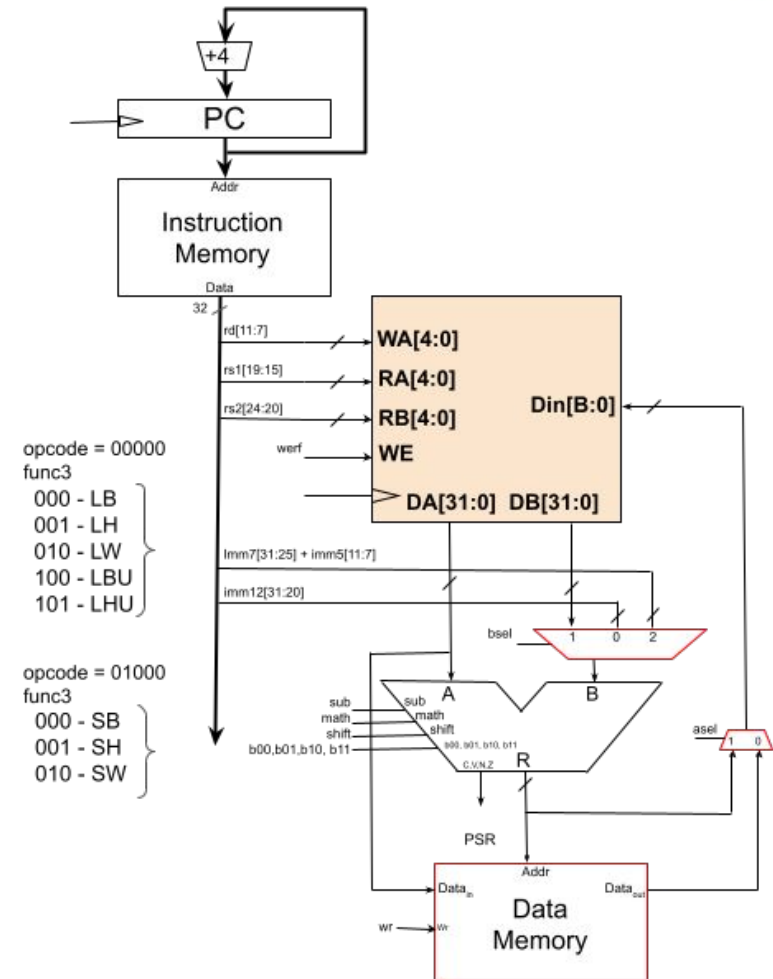 +4
PC
Addr
Instruction
Memory
Data
32
rd[11:7]
rs1[19:15]
rs2[24:20]
werf
WA[4:0]
RA[4:0]
RB[4:0]
WE
Din[B:0]
DA[31:0] DB[31:0]
opcode = 00000
func3
000 - LB
001 - LH
010 - LW
100 - LBU
101 - LHU
Imm7[31:25] + imm5[11:7]
imm12[31:20]
bsel
1 0 2
opcode = 01000
func3
000 - SB
001 - SH
010 - SW
A
B
sub
math
shift
b00,b01,b10, b11
sub
math
shift
b00, b01, b10, b11
R
C,V,N,Z
asel
1 0
PSR
Addr
Data in
Data out
Data
Memory
wr
Wr